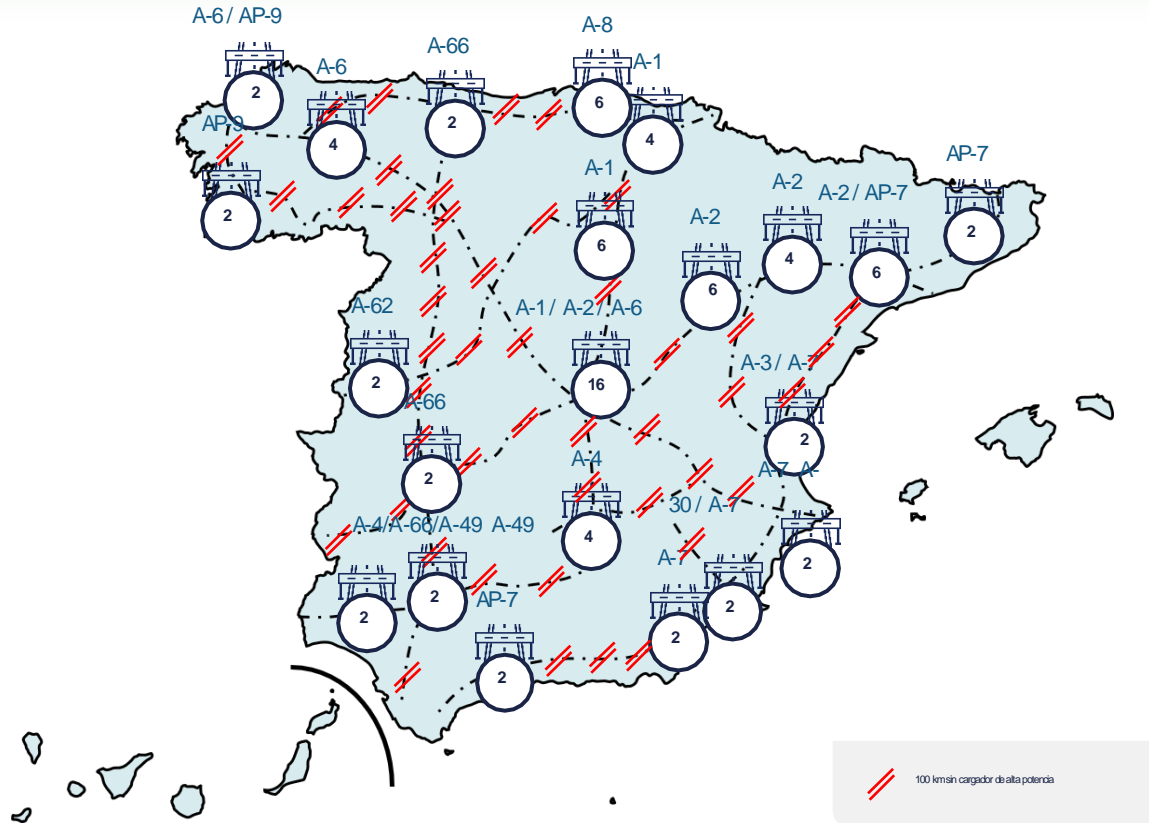 A-6 / AP-9
A-8
A-66
A-6
A-1
2
6
2
4
4
AP-9
2
A-1
6
A-2
A-2 / AP-7
AP-7
A-2
4
6
2
6
A-62
A-1 / A-2 / A-6
2
16
A-3 / A-7
2
A-66
2
A-4
A-7 A-
30 / A-7
4
2
A-4/A-66/A-49 A-49
2
2
AP-7
2
A-7
2
2
100 km sin cargador de alta potencia